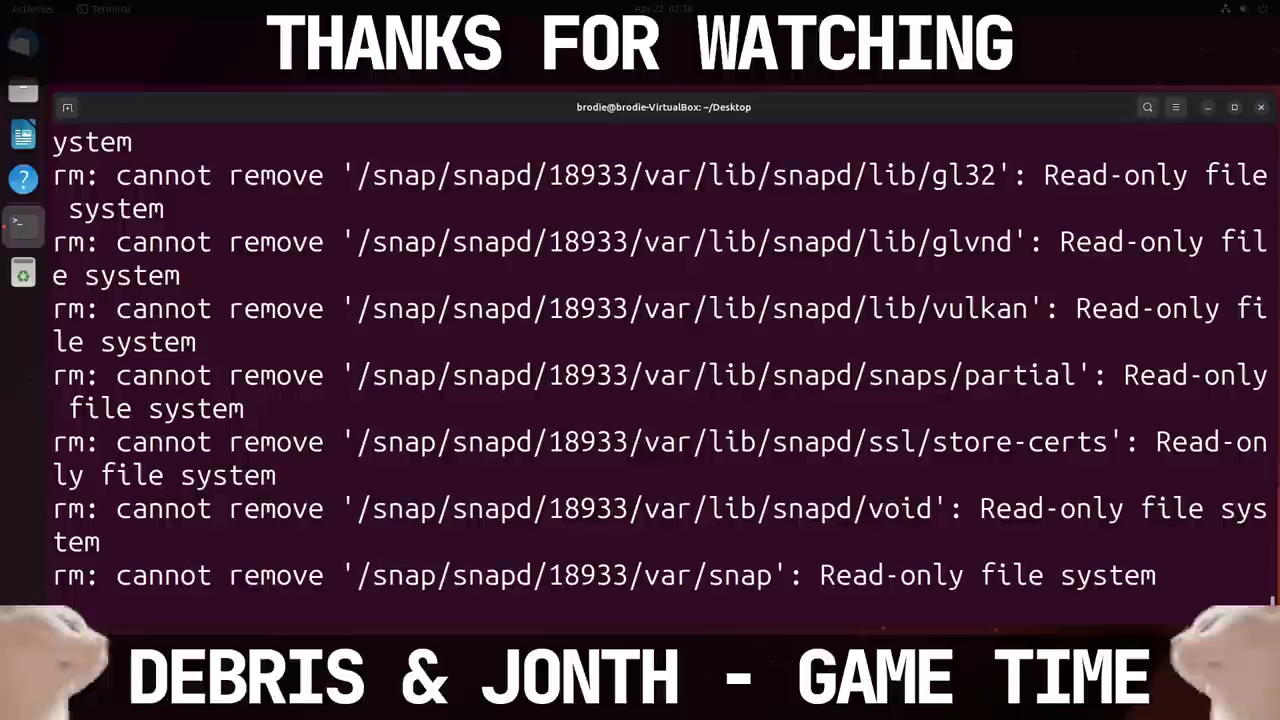 Activities Terminal Apr 22 02:38
THANKS FOR WATCHING
brodie@brodie-VirtualBox: ~/Desktop
ystem
rm: cannot remove '/snap/snapd/18933/var/lib/snapd/lib/gl32': Read-only file
 system
rm: cannot remove '/snap/snapd/18933/var/lib/snapd/lib/glvnd': Read-only fil
e system
rm: cannot remove '/snap/snapd/18933/var/lib/snapd/lib/vulkan': Read-only fi
le system
rm: cannot remove '/snap/snapd/18933/var/lib/snapd/snaps/partial': Read-only
 file system
rm: cannot remove '/snap/snapd/18933/var/lib/snapd/ssl/store-certs': Read-on
ly file system
rm: cannot remove '/snap/snapd/18933/var/lib/snapd/void': Read-only file sys
tem
rm: cannot remove '/snap/snapd/18933/var/snap': Read-only file system
DEBRIS & JONTH - GAME TIME